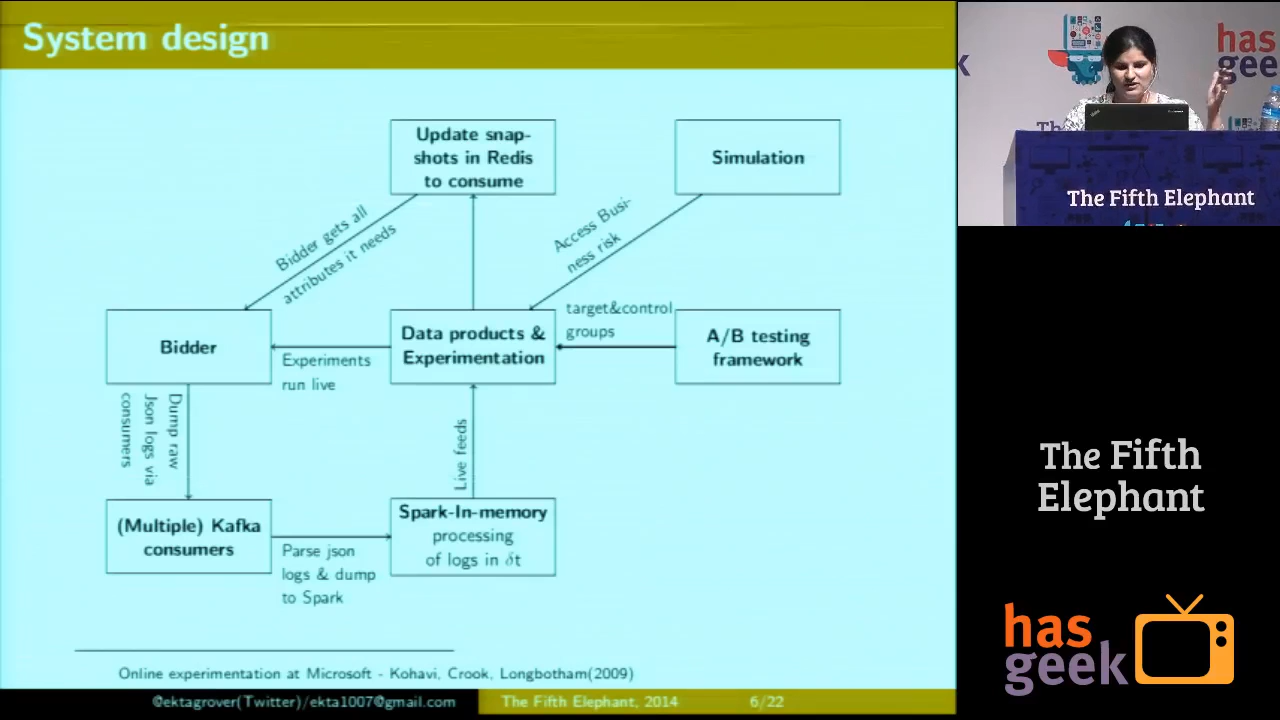 System design
Update snap-
shots in Redis
to consume
Simulation
Bidder gets all
attributes it needs
Access Busi-
ness risk
Bidder
Experiments
run live
Data products &
Experimentation
target&control
groups
A/B testing
framework
Dump raw
Json logs via
consumers
Live feeds
(Multiple) Kafka
consumers
Parse json
logs & dump
to Spark
Spark-In-memory
processing
of logs in δt
Online experimentation at Microsoft - Kohavi, Crook, Longbotham(2009)
@ektagrover(Twitter)/ekta1007@gmail.com
The Fifth Elephant, 2014
6/22
has
geek
k
The Fifth Elephant
The Fifth
Elephant
has
geek